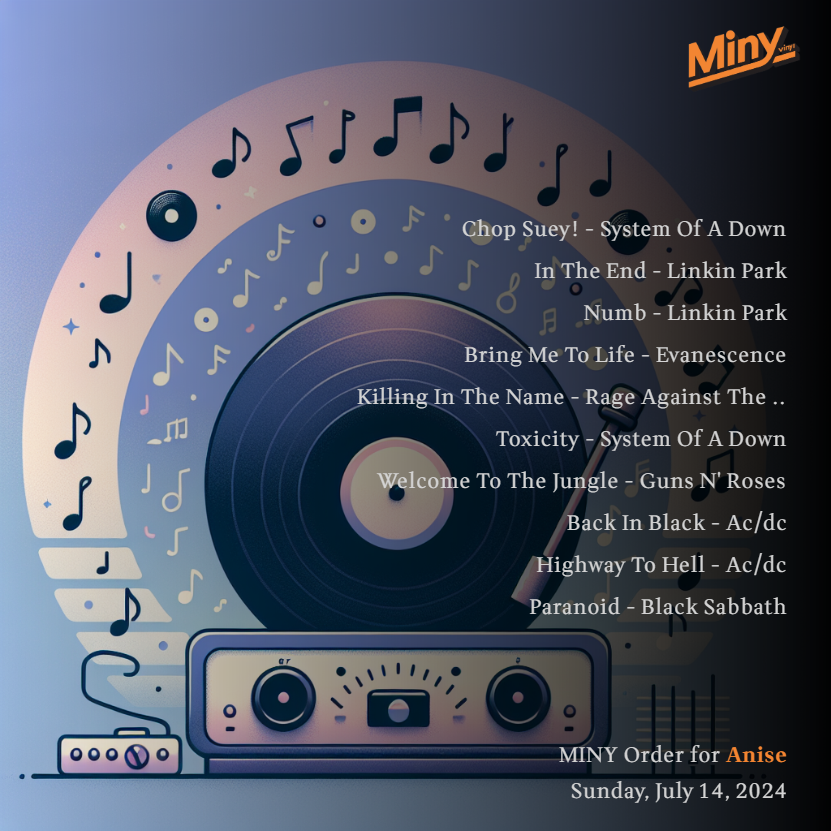 Miny
vinyl
Chop Suey! - System Of A Down
In The End - Linkin Park
Numb - Linkin Park
Bring Me To Life - Evanescence
Killing In The Name - Rage Against The ..
Toxicity - System Of A Down
Welcome To The Jungle - Guns N' Roses
Back In Black - Ac/dc
Highway To Hell - Ac/dc
Paranoid - Black Sabbath
MINY Order for Anise
Sunday, July 14, 2024